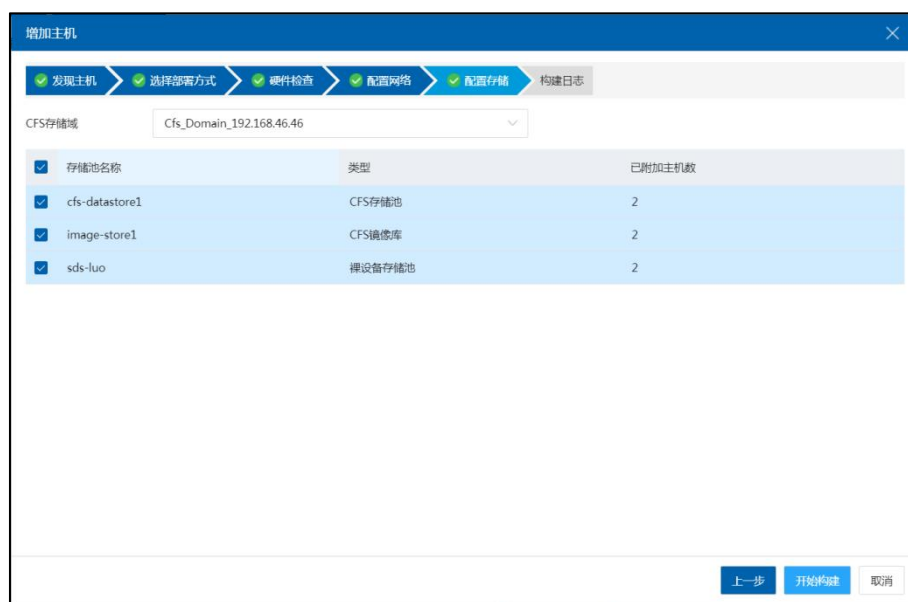 增加主机
发现主机 选择部署方式 硬件检查 配置网络 配置存储 构建日志
CFS存储域 Cfs_Domain_192.168.46.46
存储池名称 类型 已附加主机数
cfs-datastore1 CFS存储池 2
image-store1 CFS镜像库 2
sds-luo 裸设备存储池 2
上一步 开始构建 取消